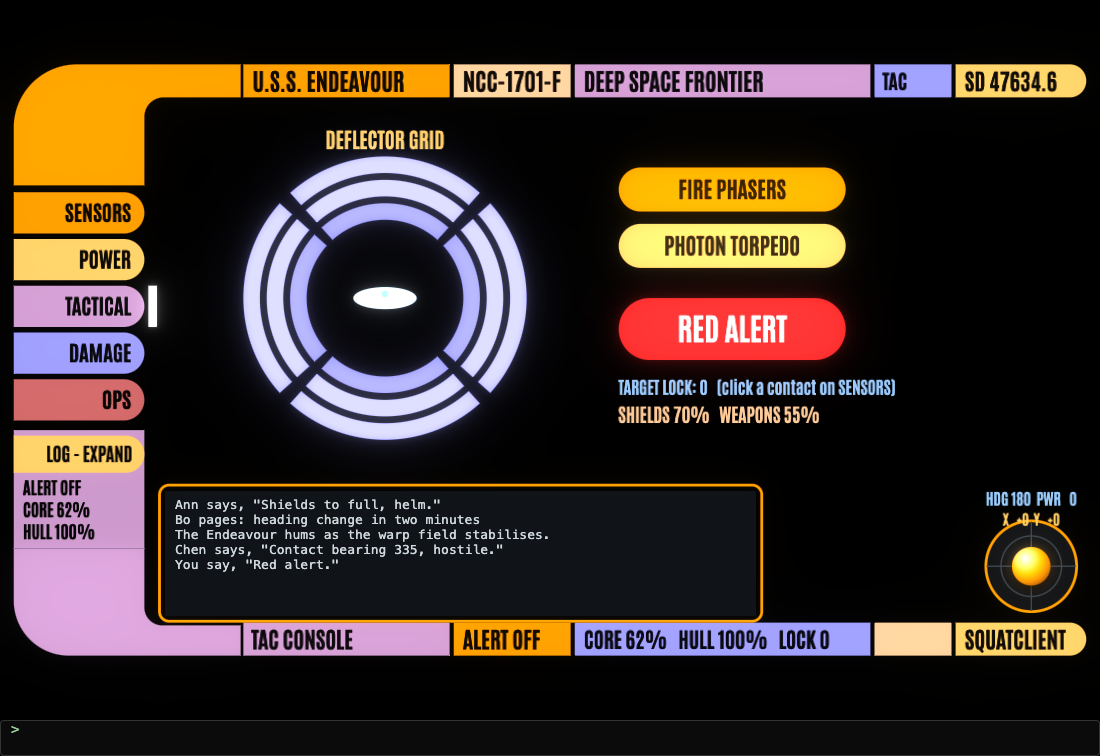 U.S.S. ENDEAVOUR NCC-1701-F DEEP SPACE FRONTIER TAC SD 47634.6
DEFLECTOR GRID
SENSORS
POWER
TACTICAL
DAMAGE
OPS
LOG - EXPAND
ALERT OFF
CORE 62%
HULL 100%
FIRE PHASERS
PHOTON TORPEDO
RED ALERT
TARGET LOCK: 0 (click a contact on SENSORS)
SHIELDS 70% WEAPONS 55%
Ann says, "Shields to full, helm."
Bo pages: heading change in two minutes
The Endeavour hums as the warp field stabilises.
Chen says, "Contact bearing 335, hostile."
You say, "Red alert."
HDG 180 PWR 0
X +0 Y +0
TAC CONSOLE ALERT OFF CORE 62% HULL 100% LOCK 0 SQUATCLIENT
>